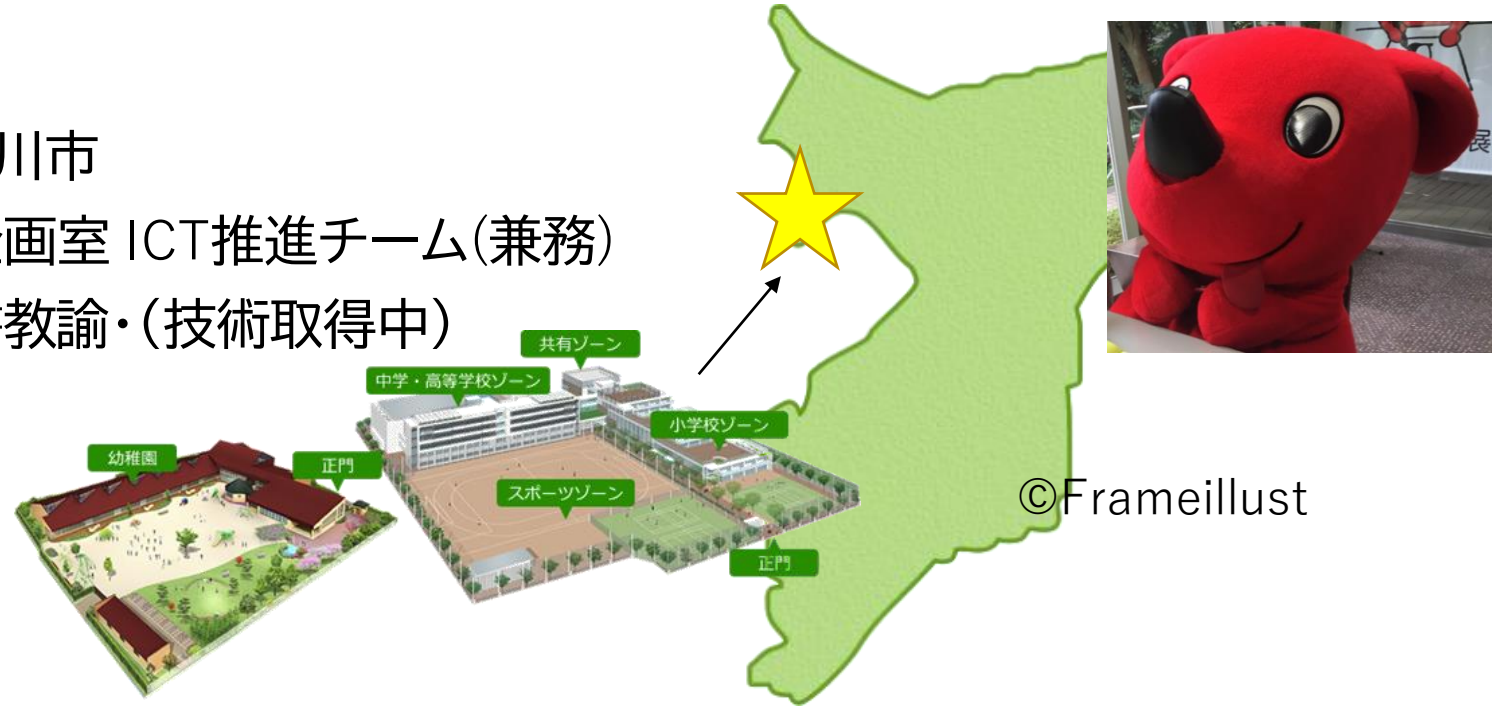 川市
画室 ICT推進チーム(兼務)
教諭・(技術取得中)
共有ゾーン
中学・高等学校ゾーン
小学校ゾーン
幼稚園
正門
スポーツゾーン
©Frameillust
正門
展